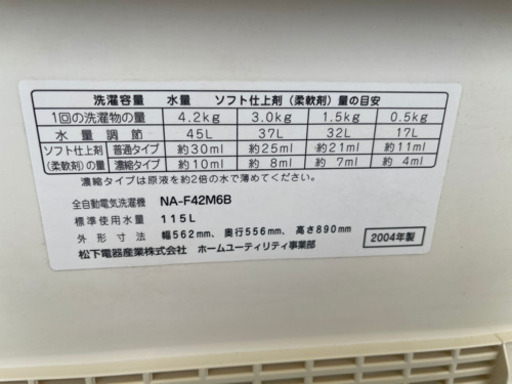 洗濯容量 水量 ソフト仕上剤(柔軟剤)量の目安
1回の洗濯物の量 4.2kg 3.0kg 1.5kg 0.5kg
水量調節 45L 37L 32L 17L
ソフト仕上剤(柔軟剤)の量 普通タイプ 約30ml 約25ml 約21ml 約11ml
濃縮タイプ 約10ml 約 8ml 約 7ml 約 4ml
濃縮タイプは原液を約2倍の水で薄めてください。
全自動電気洗濯機 NA-F42M6B
標準使用水量 115L
外形寸法 幅562mm、奥行556mm、高さ890mm
松下電器産業株式会社 ホームユーティリティ事業部 2004年製